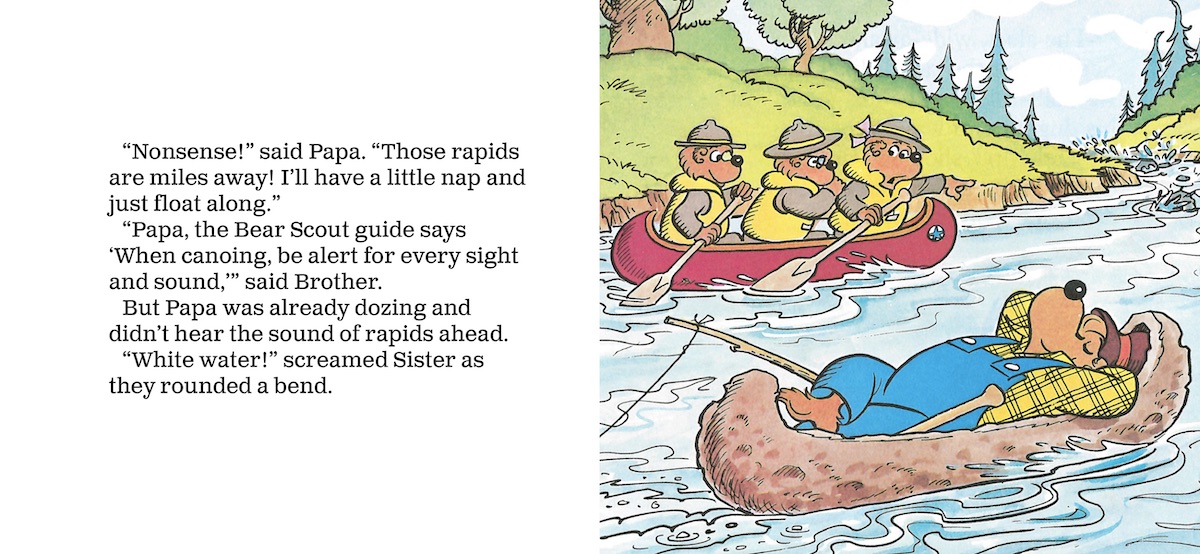 “Nonsense!” said Papa. “Those rapids
are miles away! I’ll have a little nap and
just float along.”
“Papa, the Bear Scout guide says
‘When canoing, be alert for every sight
and sound,’” said Brother.
But Papa was already dozing and
didn’t hear the sound of rapids ahead.
“White water!” screamed Sister as
they rounded a bend.